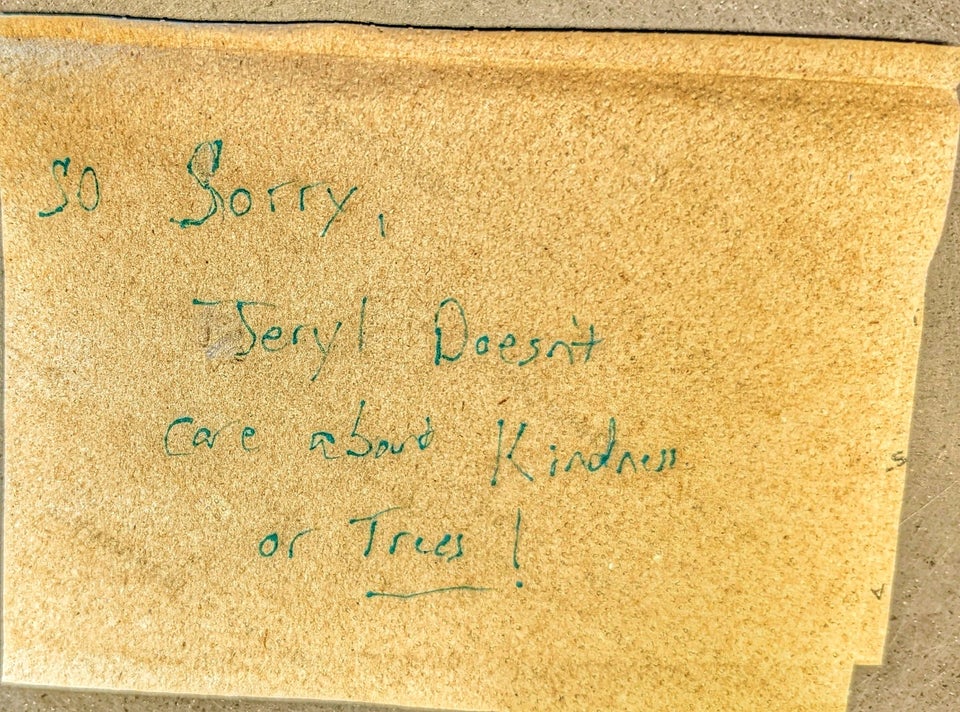 so Sorry,
Jeryl Doesn't
care about Kindness
or Trees!